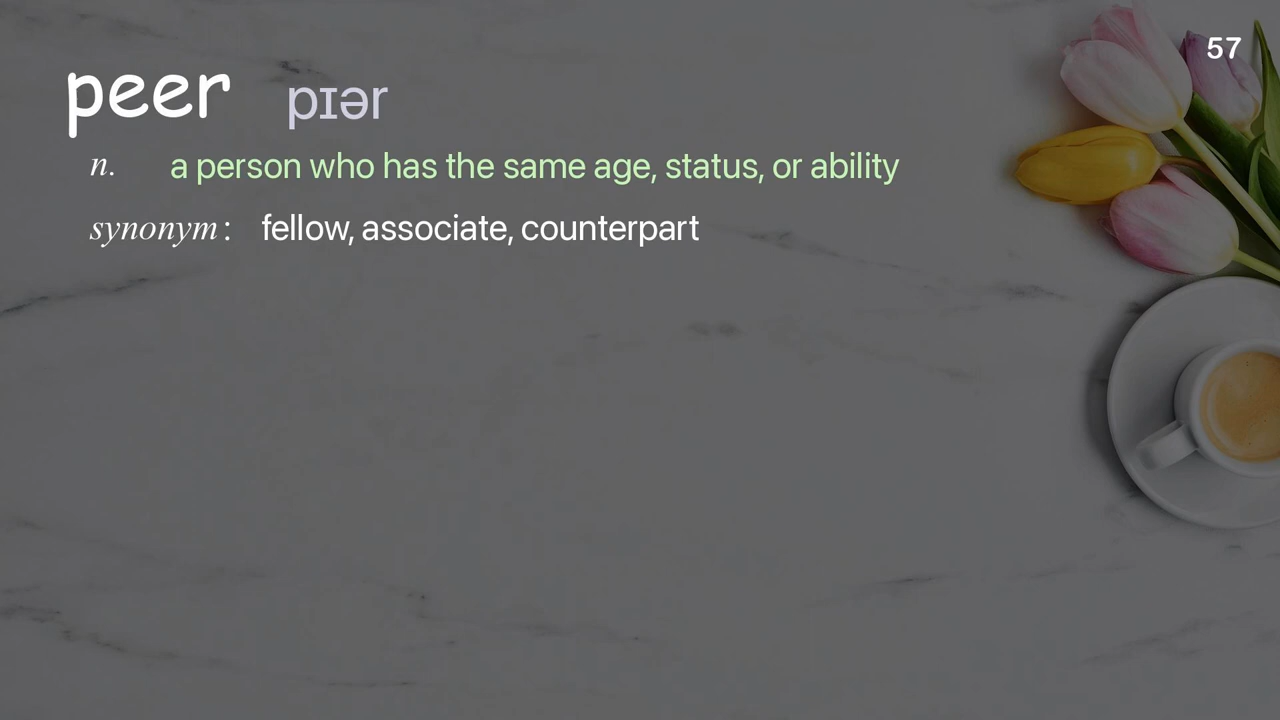 57
peer pɪər
n. a person who has the same age, status, or ability
synonym: fellow, associate, counterpart